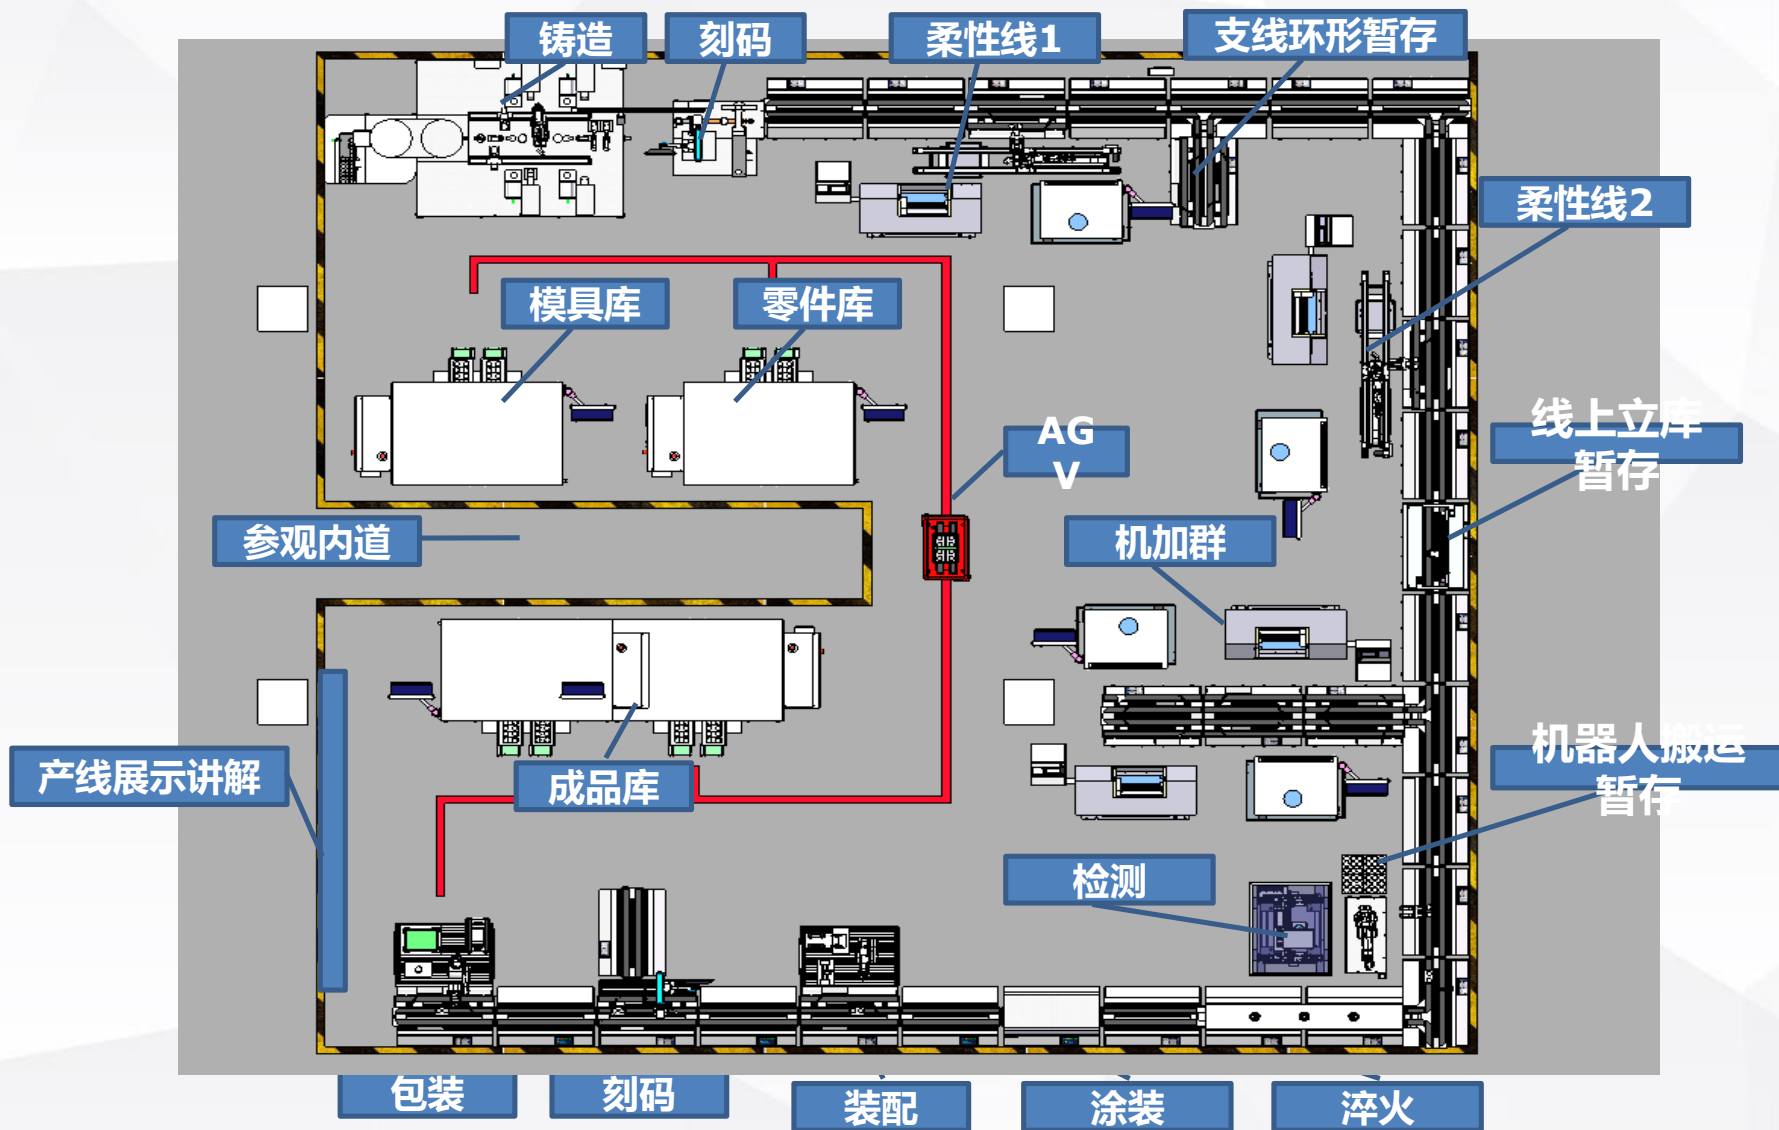 铸造
刻码
柔性线1
支线环形暂存
柔性线2
模具库
零件库
AG
V
线上立库
暂存
参观内道
机加群
产线展示讲解
成品库
机器人搬运
暂存
检测
包装
刻码
装配
涂装
淬火